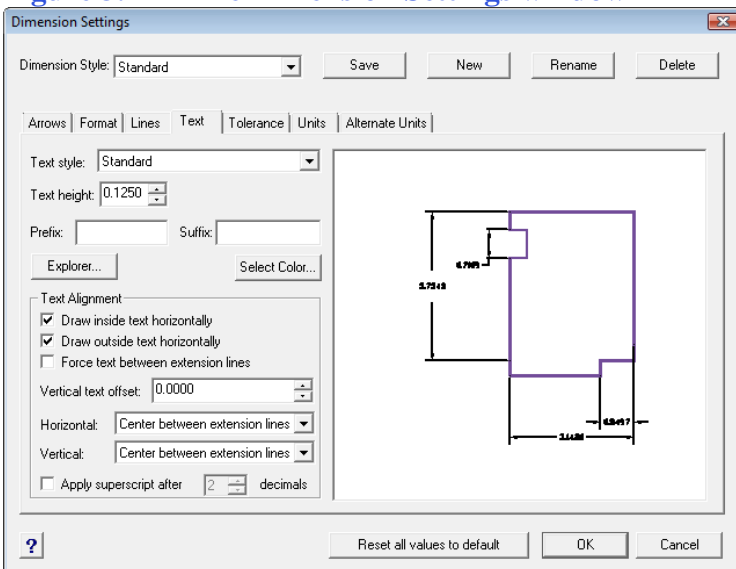 Dimension Settings
Dimension Style: Standard Save New Rename Delete
Arrows Format Lines Text Tolerance Units Alternate Units
Text style: Standard
Text height: 0.1250
Prefix: Suffix:
Explorer... Select Color...
Text Alignment
Draw inside text horizontally
Draw outside text horizontally
Force text between extension lines
Vertical text offset: 0.0000
Horizontal: Center between extension lines
Vertical: Center between extension lines
Apply superscript after 2 decimals
? Reset all values to default OK Cancel